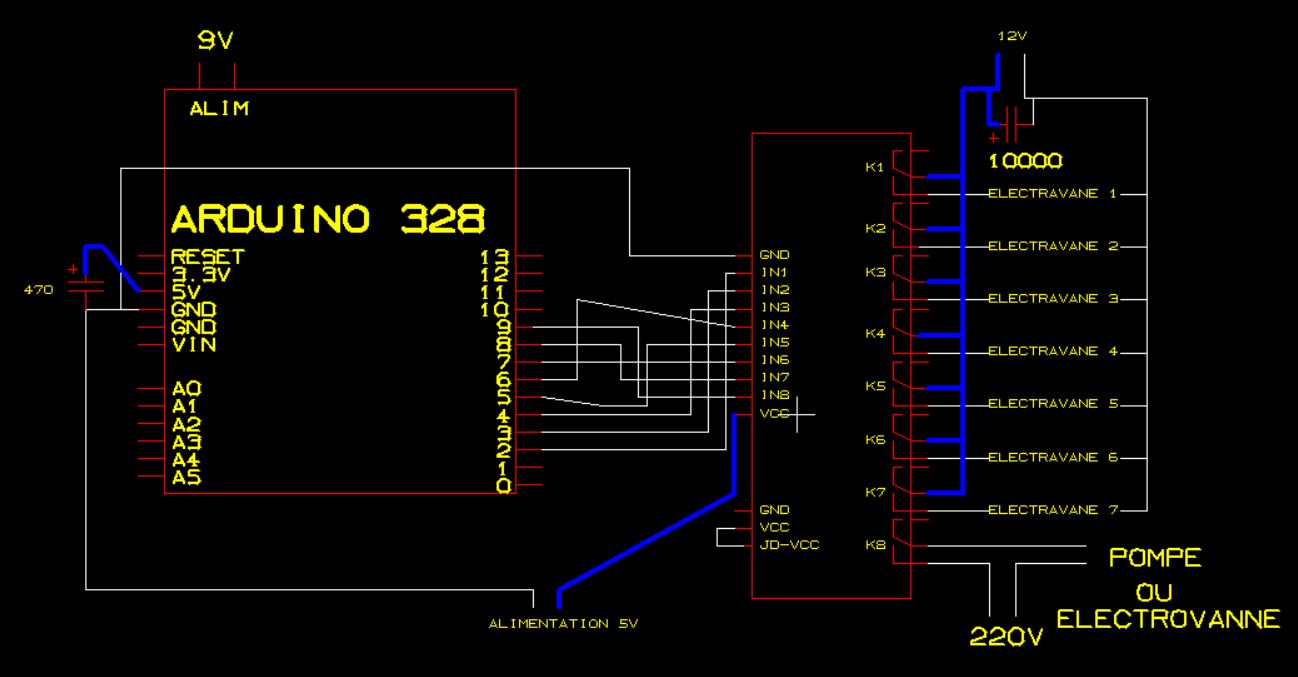 9V
ALIM
ARDUINO 328
RESET
3.3V
5V
GND
GND
VIN
A0
A1
A2
A3
A4
A5
470
+
13
12
11
10
9
8
7
6
5
4
3
2
1
0
GND
IN1
IN2
IN3
IN4
IN5
IN6
IN7
IN8
VCC
GND
VCC
JD-VCC
ALIMENTATION 5V
K1
K2
K3
K4
K5
K6
K7
K8
12V
+
10000
ELECTRAVANE 1
ELECTRAVANE 2
ELECTRAVANE 3
ELECTRAVANE 4
ELECTRAVANE 5
ELECTRAVANE 6
ELECTRAVANE 7
POMPE
OU
ELECTROVANNE
220V